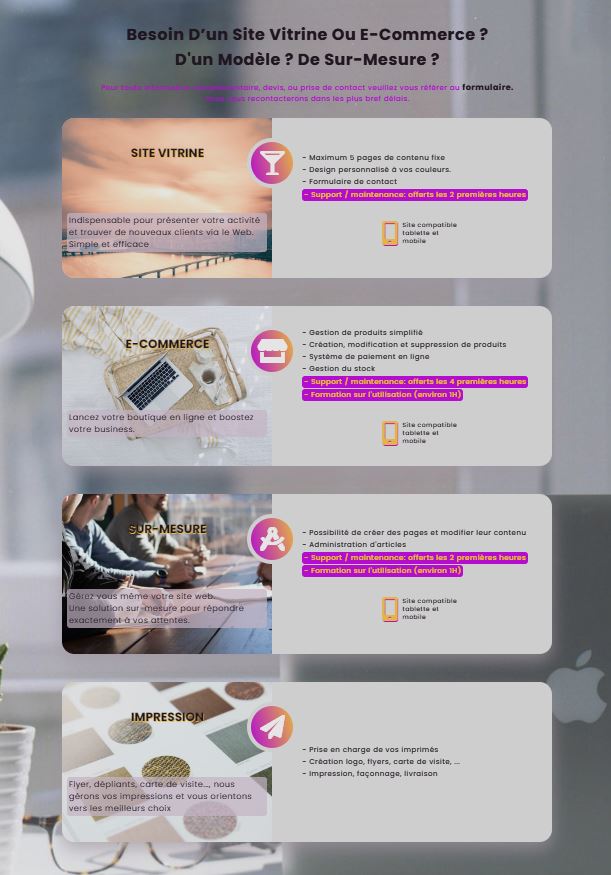 Besoin D'un Site Vitrine Ou E-Commerce ?
D'un Modèle ? De Sur-Mesure ?
Pour toute information complémentaire, devis, ou prise de contact veuillez vous référer au formulaire.
Nous vous recontacterons dans les plus bref délais.
SITE VITRINE
Indispensable pour présenter votre activité
et trouver de nouveaux clients via le Web.
Simple et efficace
- Maximum 5 pages de contenu fixe
- Design personnalisé à vos couleurs.
- Formulaire de contact
- Support / maintenance: offerts les 2 premières heures
Site compatible
tablette et
mobile
E-COMMERCE
Lancez votre boutique en ligne et boostez
votre business.
- Gestion de produits simplifié
- Création, modification et suppression de produits
- Système de paiement en ligne
- Gestion du stock
- Support / maintenance: offerts les 4 premières heures
- Formation sur l'utilisation (environ 1H)
Site compatible
tablette et
mobile
SUR-MESURE
Gérez vous même votre site web.
Une solution sur-mesure pour répondre
exactement à vos attentes.
- Possibilité de créer des pages et modifier leur contenu
- Administration d'articles
- Support / maintenance: offerts les 2 premières heures
- Formation sur l'utilisation (environ 1H)
Site compatible
tablette et
mobile
IMPRESSION
Flyer, dépliants, carte de visite..., nous
gérons vos impressions et vous orientons
vers les meilleurs choix
- Prise en charge de vos imprimés
- Création logo, flyers, carte de visite, ...
- Impression, façonnage, livraison